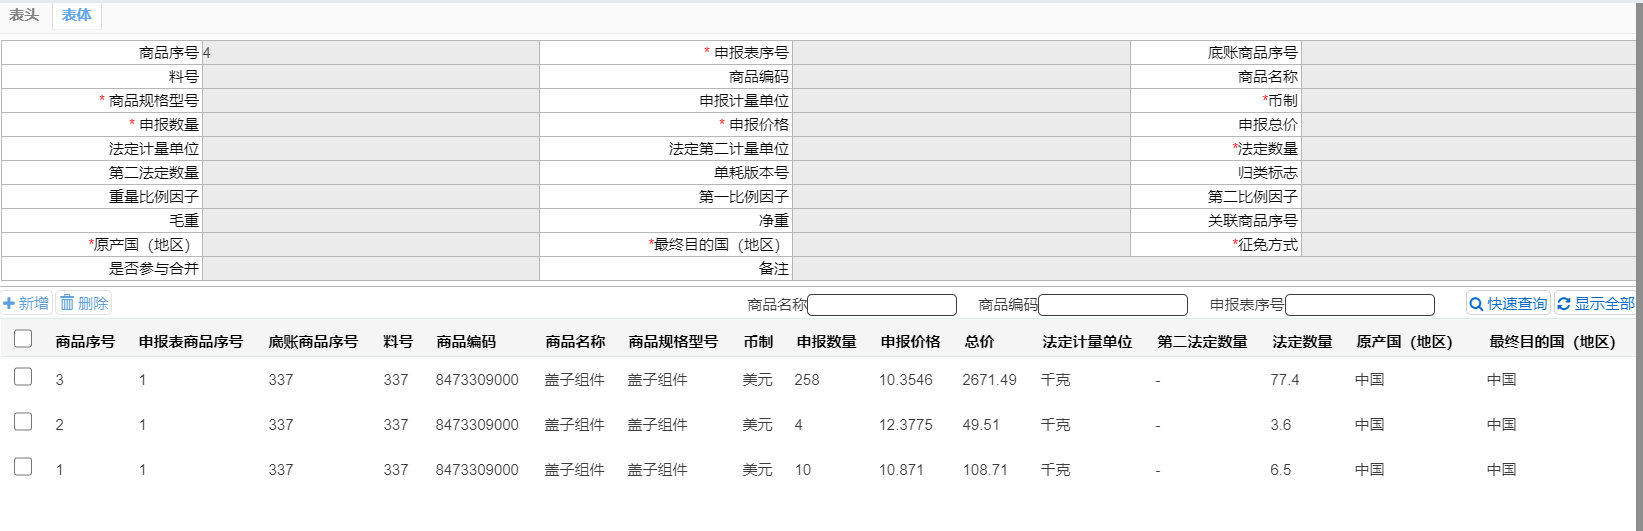 表头 表体
商品序号 4 * 申报表序号 底账商品序号
料号 商品编码 商品名称
* 商品规格型号 申报计量单位 *币制
* 申报数量 * 申报价格 申报总价
法定计量单位 法定第二计量单位 *法定数量
第二法定数量 单耗版本号 归类标志
重量比例因子 第一比例因子 第二比例因子
毛重 净重 关联商品序号
*原产国（地区） *最终目的国（地区） *征免方式
是否参与合并 备注
新增 删除 商品名称 商品编码 申报表序号 快速查询 显示全部
商品序号 申报表商品序号 底账商品序号 料号 商品编码 商品名称 商品规格型号 币制 申报数量 申报价格 总价 法定计量单位 第二法定数量 法定数量 原产国（地区） 最终目的国（地区）
3 1 337 337 8473309000 盖子组件 盖子组件 美元 258 10.3546 2671.49 千克 - 77.4 中国 中国
2 1 337 337 8473309000 盖子组件 盖子组件 美元 4 12.3775 49.51 千克 - 3.6 中国 中国
1 1 337 337 8473309000 盖子组件 盖子组件 美元 10 10.871 108.71 千克 - 6.5 中国 中国